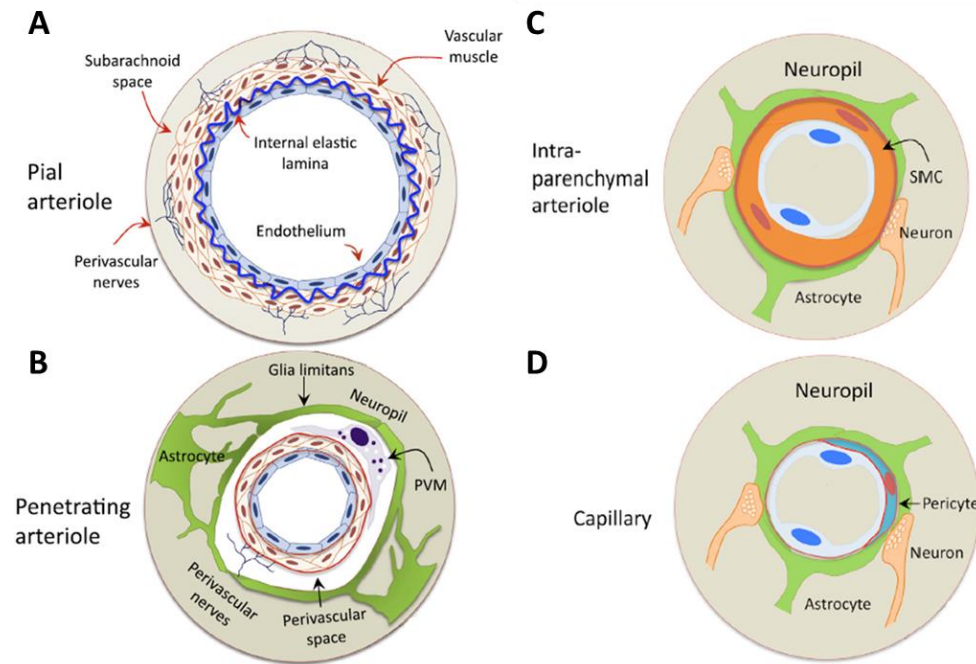 A
Subarachnoid
space
Vascular
muscle
Internal elastic
lamina
Pial
arteriole
Endothelium
Perivascular
nerves
B
Glia limitans
Neuropil
Astrocyte
PVM
Penetrating
arteriole
Perivascular
nerves
Perivascular
space
C
Neuropil
Intra-
parenchymal
arteriole
SMC
Neuron
Astrocyte
D
Neuropil
Capillary
Pericyte
Neuron
Astrocyte